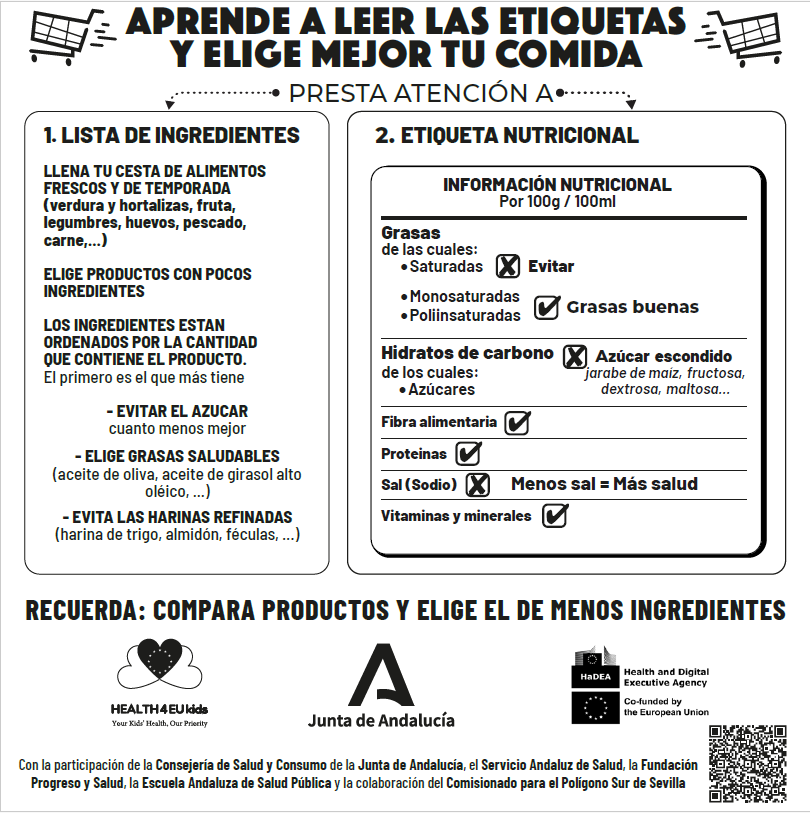 APRENDE A LEER LAS ETIQUETAS
Y ELIGE MEJOR TU COMIDA
PRESTA ATENCIÓN A
1. LISTA DE INGREDIENTES
LLENA TU CESTA DE ALIMENTOS
FRESCOS Y DE TEMPORADA
(verdura y hortalizas, fruta,
legumbres, huevos, pescado,
carne,...)
ELIGE PRODUCTOS CON POCOS
INGREDIENTES
LOS INGREDIENTES ESTAN
ORDENADOS POR LA CANTIDAD
QUE CONTIENE EL PRODUCTO.
El primero es el que más tiene
- EVITAR EL AZUCAR
cuanto menos mejor
- ELIGE GRASAS SALUDABLES
(aceite de oliva, aceite de girasol alto
oléico, ...)
- EVITA LAS HARINAS REFINADAS
(harina de trigo, almidón, féculas, ...)
2. ETIQUETA NUTRICIONAL
INFORMACIÓN NUTRICIONAL
Por 100g / 100ml
Grasas
de las cuales:
• Saturadas Evitar
• Monosaturadas
• Poliinsaturadas Grasas buenas
Hidratos de carbono Azúcar escondido
de los cuales: jarabe de maíz, fructosa,
• Azúcares dextrosa, maltosa...
Fibra alimentaria
Proteinas
Sal (Sodio) Menos sal = Más salud
Vitaminas y minerales
RECUERDA: COMPARA PRODUCTOS Y ELIGE EL DE MENOS INGREDIENTES
HEALTH4EUkids
Your Kids' Health, Our Priority
Junta de Andalucía
HaDEA
Health and Digital
Executive Agency
Co-funded by
the European Union
Con la participación de la Consejería de Salud y Consumo de la Junta de Andalucía, el Servicio Andaluz de Salud, la Fundación
Progreso y Salud, la Escuela Andaluza de Salud Pública y la colaboración del Comisionado para el Polígono Sur de Sevilla